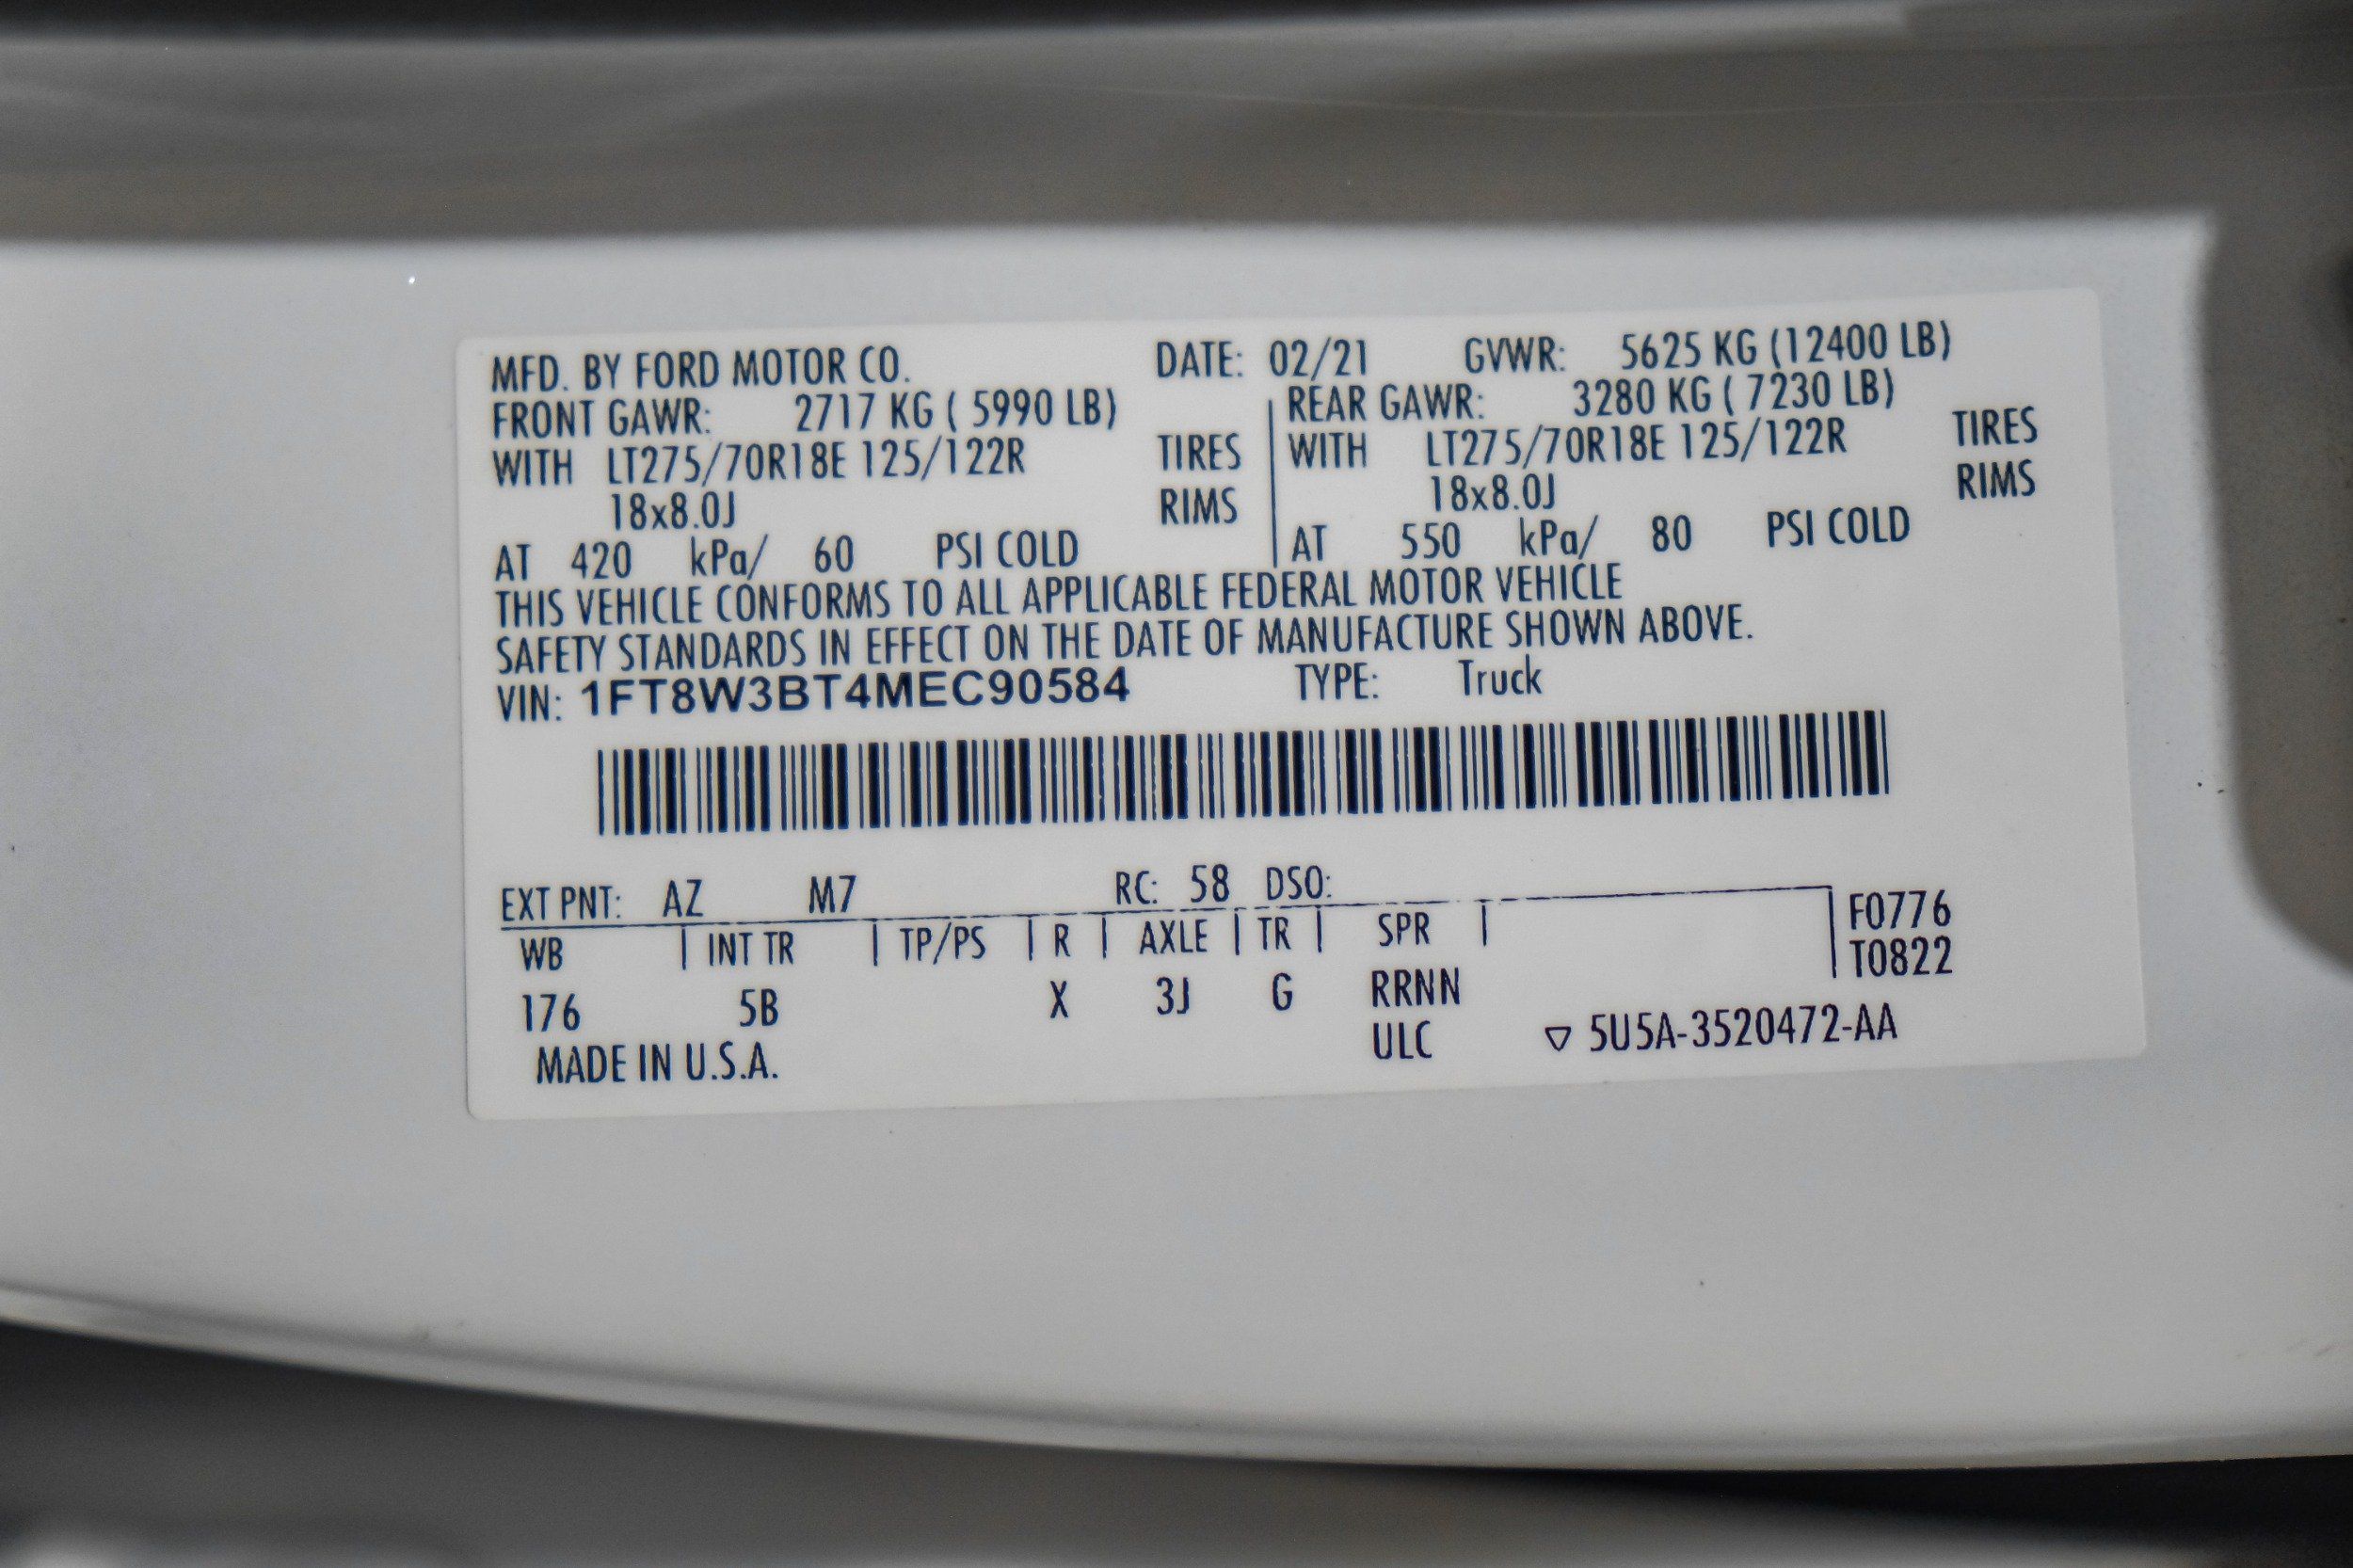 MFD. BY FORD MOTOR CO. DATE: 02/21 GVWR: 5625 KG (12400 LB)
FRONT GAWR: 2717 KG ( 5990 LB) REAR GAWR: 3280 KG ( 7230 LB)
WITH LT275/70R18E 125/122R TIRES WITH LT275/70R18E 125/122R TIRES
18x8.0J RIMS 18x8.0J RIMS
AT 420 kPa/ 60 PSI COLD AT 550 kPa/ 80 PSI COLD
THIS VEHICLE CONFORMS TO ALL APPLICABLE FEDERAL MOTOR VEHICLE
SAFETY STANDARDS IN EFFECT ON THE DATE OF MANUFACTURE SHOWN ABOVE.
VIN: 1FT8W3BT4MEC90584 TYPE: Truck
EXT PNT: AZ M7 RC: 58 DSO:
WB | INT TR | TP/PS | R | AXLE | TR | SPR | F0776
T0822
176 5B X 3J G RRNN
ULC ▽ 5U5A-3520472-AA
MADE IN U.S.A.